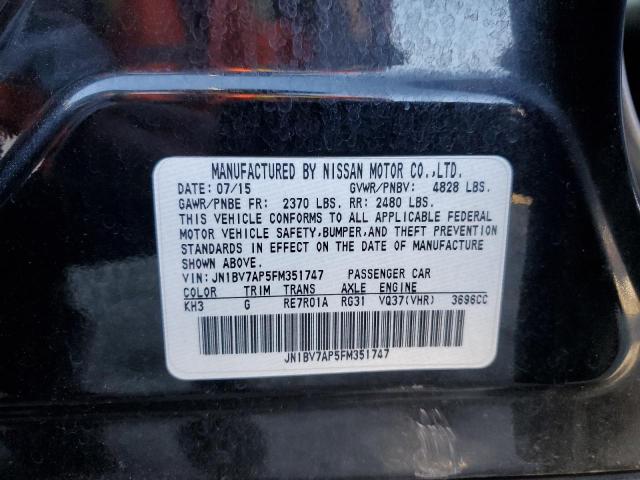 MANUFACTURED BY NISSAN MOTOR CO.,LTD.
DATE: 07/15 GVWR/PNBV: 4828 LBS.
GAWR/PNBE FR: 2370 LBS. RR: 2480 LBS.
THIS VEHICLE CONFORMS TO ALL APPLICABLE FEDERAL
MOTOR VEHICLE SAFETY,BUMPER,AND THEFT PREVENTION
STANDARDS IN EFFECT ON THE DATE OF MANUFACTURE
SHOWN ABOVE.
VIN: JN1BV7AP5FM351747 PASSENGER CAR
COLOR TRIM TRANS AXLE ENGINE
KH3 G RE7R01A RG31 VQ37(VHR) 3696CC
JN1BV7AP5FM351747